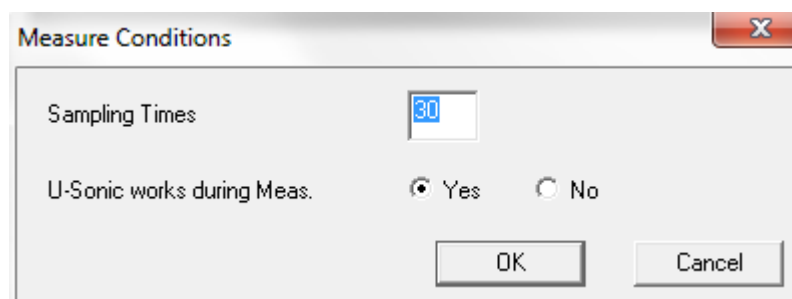 Measure Conditions
Sampling Times 30
U-Sonic works during Meas. Yes No
OK Cancel